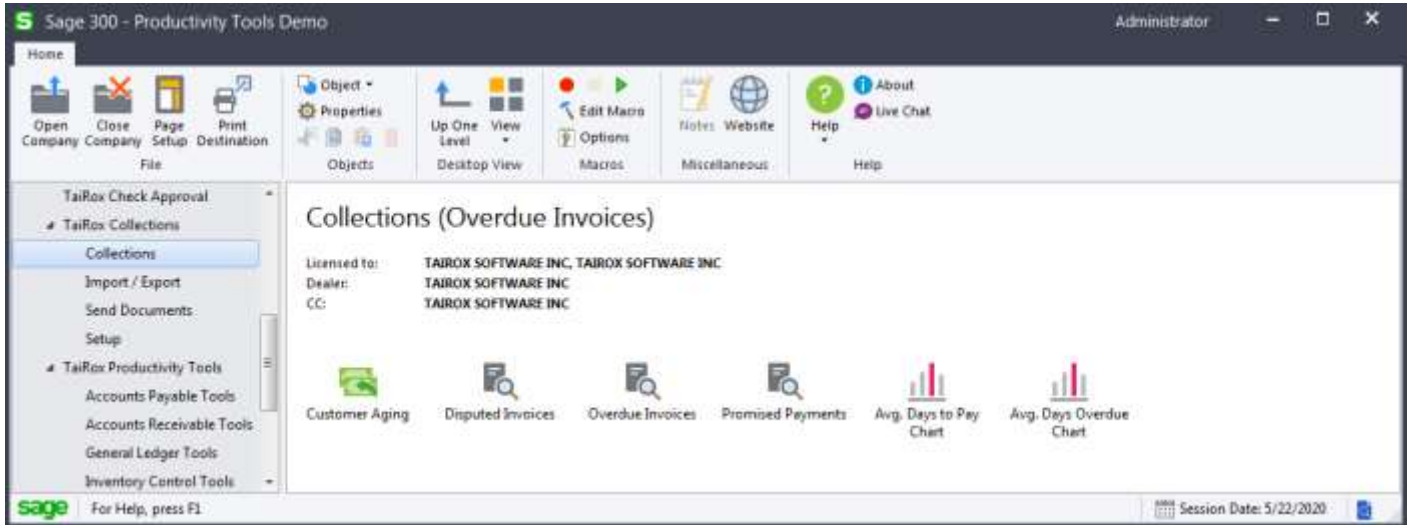 S Sage 300 - Productivity Tools Demo
Administrator
Home
Open Company
Close Company
Page Setup
Print Destination
File
Object
Properties
Objects
Up One Level
View
Desktop View
Edit Macro
Options
Macros
Notes
Website
Miscellaneous
Help
About
Live Chat
Help
TaiRox Check Approval
TaiRox Collections
Collections
Import / Export
Send Documents
Setup
TaiRox Productivity Tools
Accounts Payable Tools
Accounts Receivable Tools
General Ledger Tools
Inventory Control Tools
Collections (Overdue Invoices)
Licensed to: TAIROX SOFTWARE INC, TAIROX SOFTWARE INC
Dealer: TAIROX SOFTWARE INC
CC: TAIROX SOFTWARE INC
Customer Aging
Disputed Invoices
Overdue Invoices
Promised Payments
Avg. Days to Pay Chart
Avg. Days Overdue Chart
sage For Help, press F1
Session Date: 5/22/2020